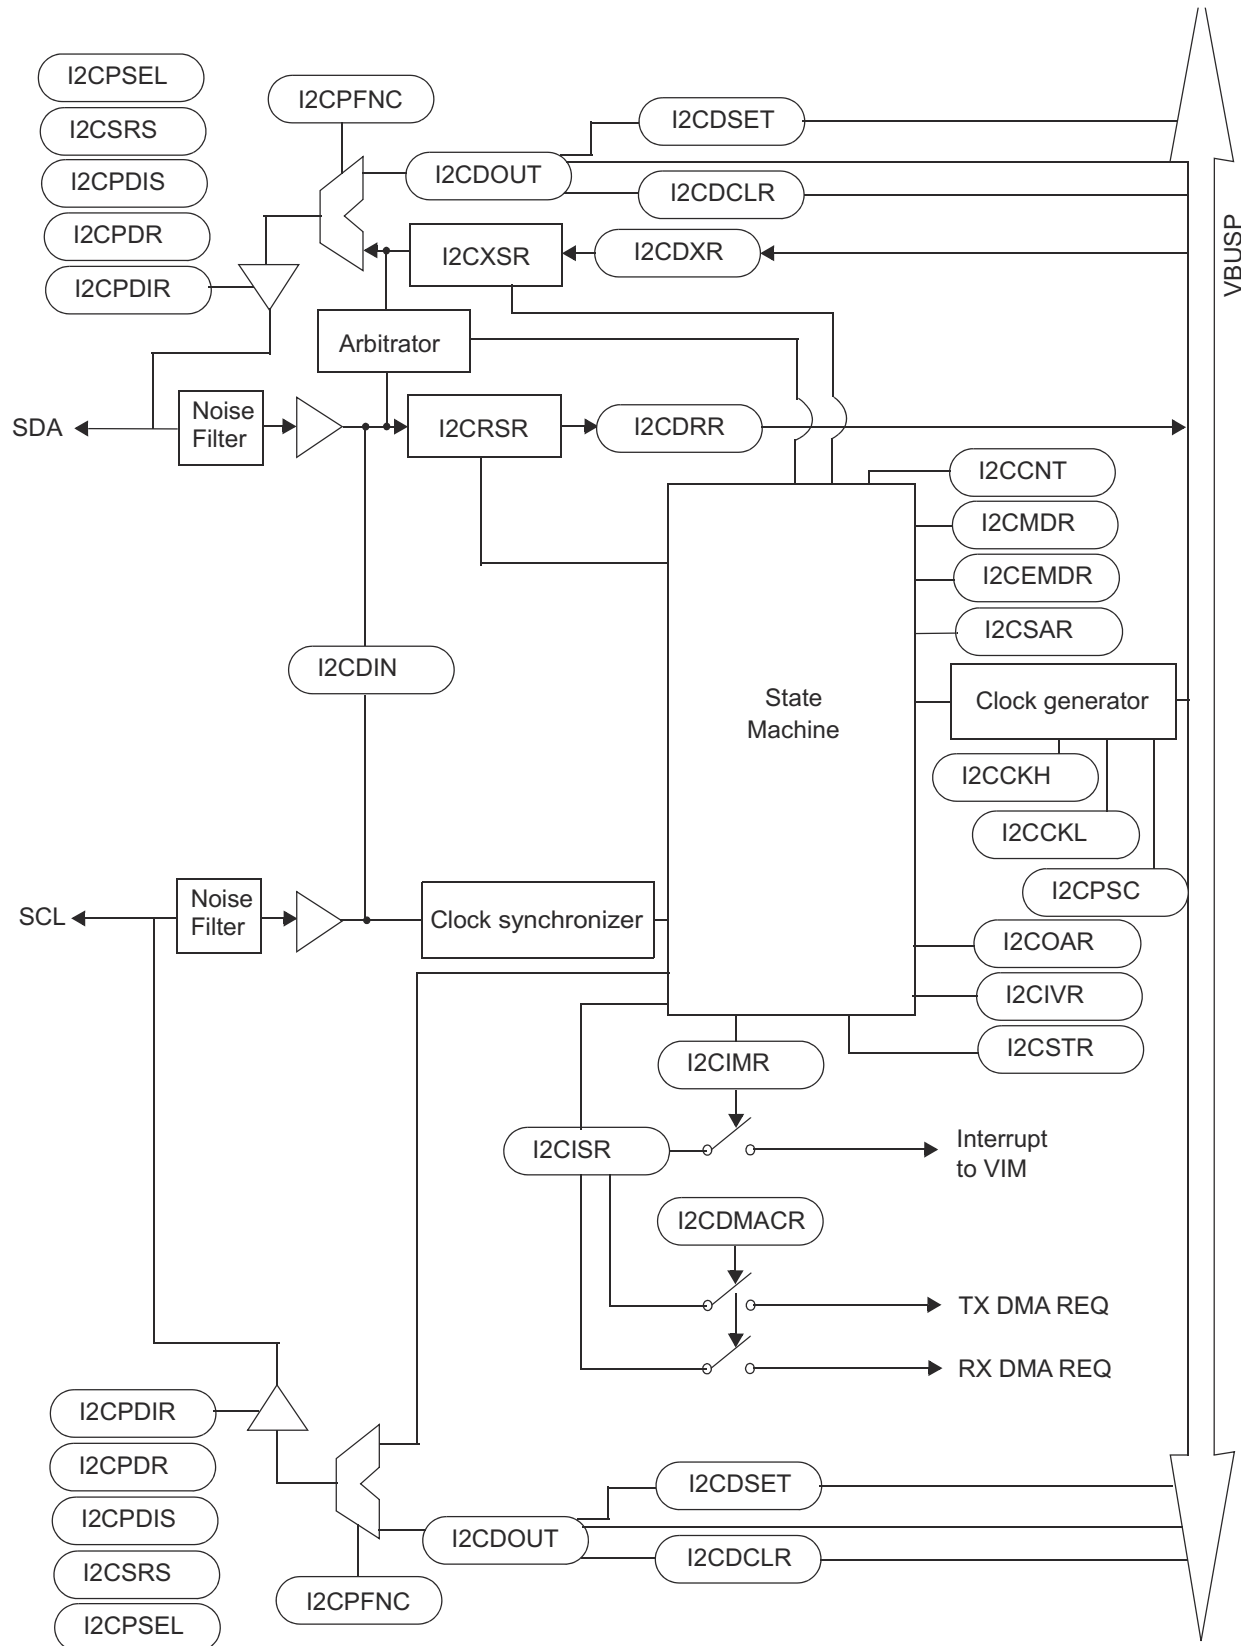 I2CPSEL
I2CPFNC
I2CSRS
I2CDSET
I2CPDIS
I2CDOUT
I2CDCLR
I2CPDR
I2CXSR
I2CDXR
I2CPDIR
VBUSP
Arbitrator
SDA
Noise
Filter
I2CRSR
I2CDRR
I2CCNT
I2CMDR
I2CEMDR
I2CSAR
I2CDIN
State
Machine
Clock generator
I2CCKH
I2CCKL
I2CPSC
SCL
Noise
Filter
Clock synchronizer
I2COAR
I2CIVR
I2CSTR
I2CIMR
I2CISR
Interrupt
to VIM
I2CDMACR
TX DMA REQ
RX DMA REQ
I2CPDIR
I2CPDR
I2CDSET
I2CPDIS
I2CDOUT
I2CDCLR
I2CSRS
I2CPFNC
I2CPSEL